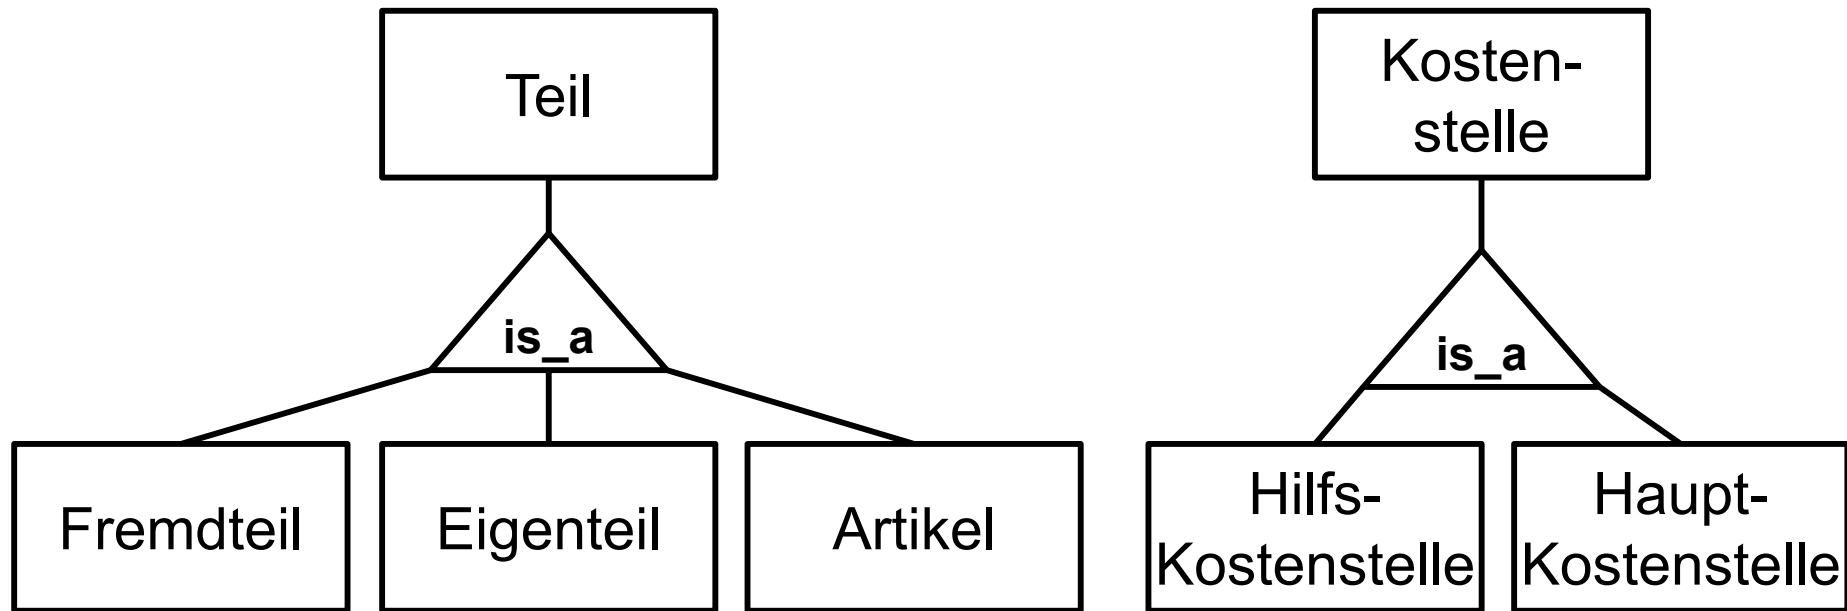 Teil
Kosten-
stelle
is_a
is_a
Fremdteil
Eigenteil
Artikel
Hilfs-
Kostenstelle
Haupt-
Kostenstelle